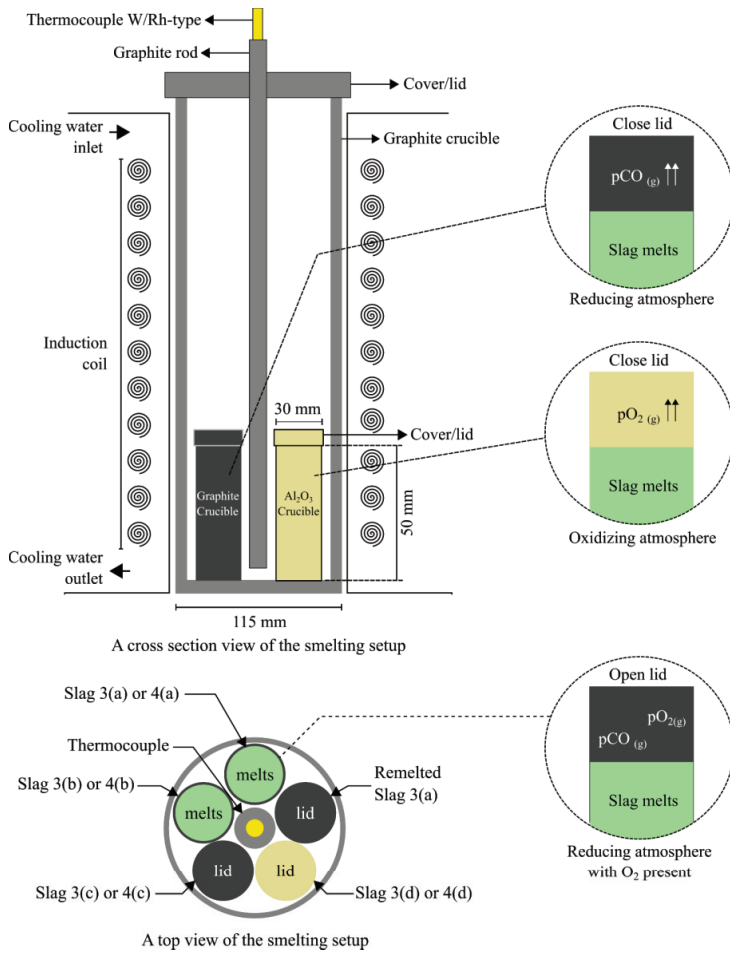 Thermocouple W/Rh-type
Graphite rod
Cover/lid
Cooling water
inlet
Graphite crucible
Close lid
pCO (g)
Slag melts
Reducing atmosphere
Induction
coil
30 mm
Cover/lid
Graphite
Crucible
Al₂O₃
Crucible
50 mm
Close lid
pO₂ (g)
Slag melts
Oxidizing atmosphere
Cooling water
outlet
115 mm
A cross section view of the smelting setup
Slag 3(a) or 4(a)
Thermocouple
Slag 3(b) or 4(b)
melts
melts
lid
lid
lid
Remelted
Slag 3(a)
Slag 3(c) or 4(c)
Slag 3(d) or 4(d)
A top view of the smelting setup
Open lid
pO₂(g)
pCO (g)
Slag melts
Reducing atmosphere
with O₂ present